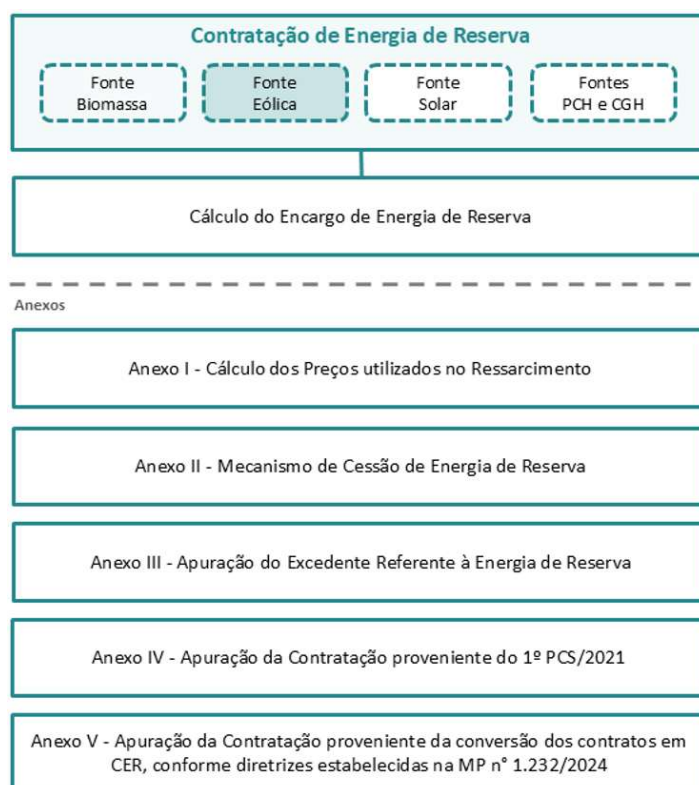 Contratação de Energia de Reserva
Fonte Biomassa
Fonte Eólica
Fonte Solar
Fontes PCH e CGH
Cálculo do Encargo de Energia de Reserva
Anexos
Anexo I - Cálculo dos Preços utilizados no Ressarcimento
Anexo II - Mecanismo de Cessão de Energia de Reserva
Anexo III - Apuração do Excedente Referente à Energia de Reserva
Anexo IV - Apuração da Contratação proveniente do 1º PCS/2021
Anexo V - Apuração da Contratação proveniente da conversão dos contratos em
CER, conforme diretrizes estabelecidas na MP n° 1.232/2024